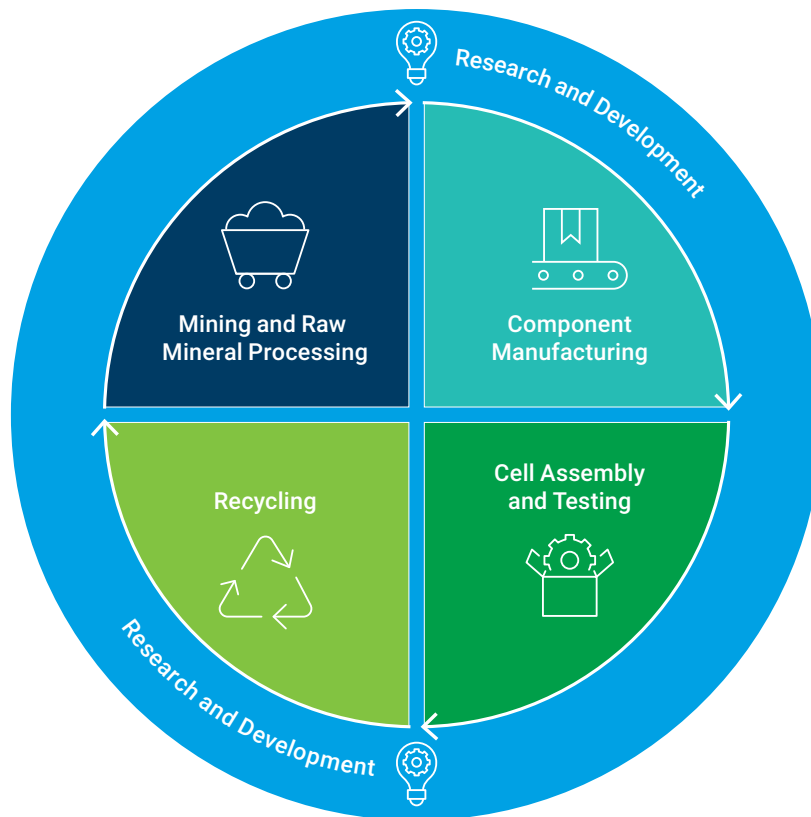 Research and Development
Mining and Raw
Mineral Processing
Component
Manufacturing
Recycling
Cell Assembly
and Testing
Research and Development